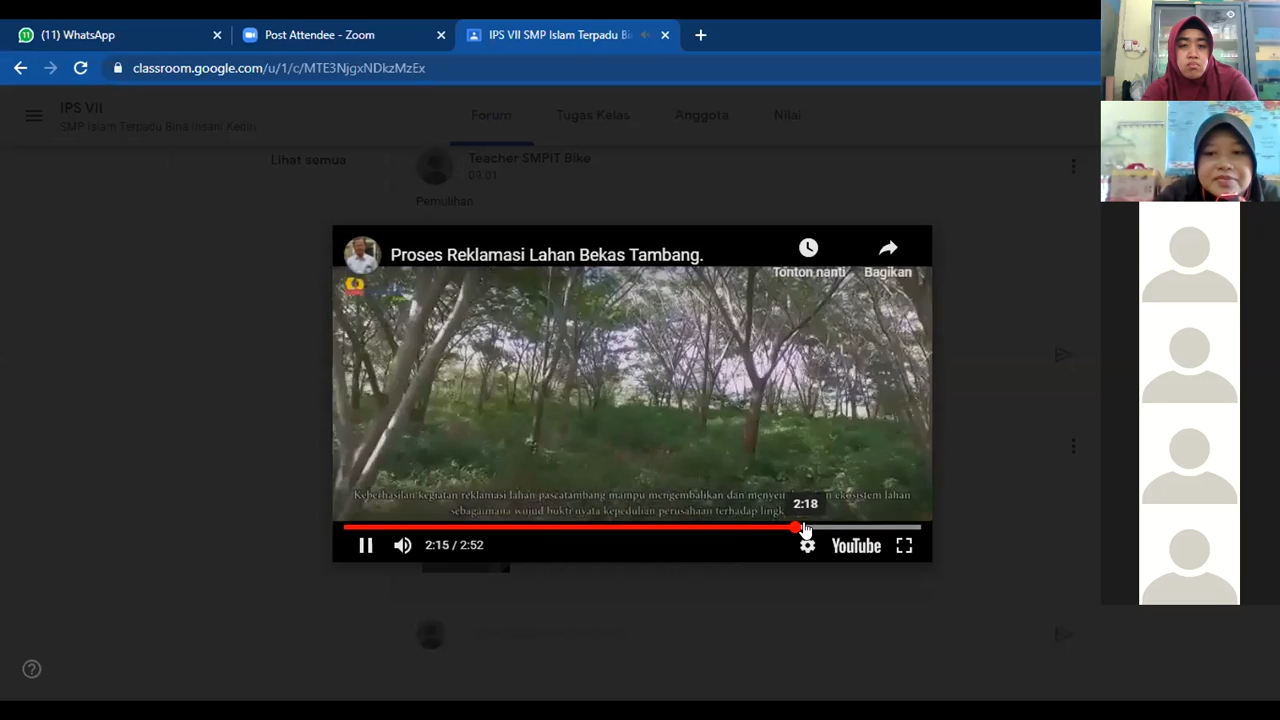 (11) WhatsApp
Post Attendee - Zoom
IPS VII SMP Islam Terpadu Bi
classroom.google.com/u/1/c/MTE3NjgxNDkzMzEx
IPS VII
SMP Islam Terpadu Bina Insani Kediri
Forum
Tugas Kelas
Anggota
Nilai
Lihat semua
Teacher SMPIT Bike
09.01
Pemulihan
Proses Reklamasi Lahan Bekas Tambang.
Tonton nanti
Bagikan
Keberhasilan kegiatan reklamasi lahan pascatambang mampu mengembalikan dan ekosistem lahan
sebagaimana wujud bukti nyata kepedulian perusahaan terhadap
2:18
2:15 / 2:52
YouTube